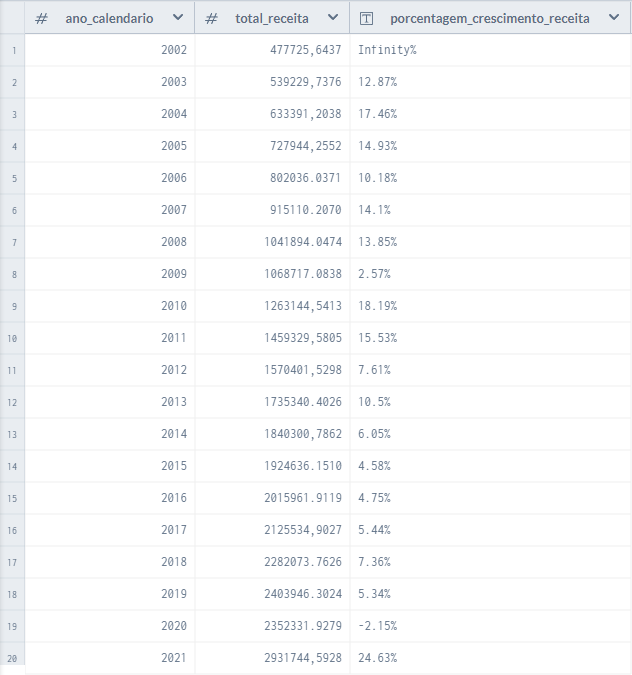 # ano_calendario # total_receita T porcentagem_crescimento_receita
1 2002 477725,6437 Infinity%
2 2003 539229,7376 12.87%
3 2004 633391,2038 17.46%
4 2005 727944,2552 14.93%
5 2006 802036.0371 10.18%
6 2007 915110.2070 14.1%
7 2008 1041894.0474 13.85%
8 2009 1068717.0838 2.57%
9 2010 1263144,5413 18.19%
10 2011 1459329,5805 15.53%
11 2012 1570401,5298 7.61%
12 2013 1735340.4026 10.5%
13 2014 1840300,7862 6.05%
14 2015 1924636.1510 4.58%
15 2016 2015961.9119 4.75%
16 2017 2125534,9027 5.44%
17 2018 2282073.7626 7.36%
18 2019 2403946.3024 5.34%
19 2020 2352331.9279 -2.15%
20 2021 2931744,5928 24.63%